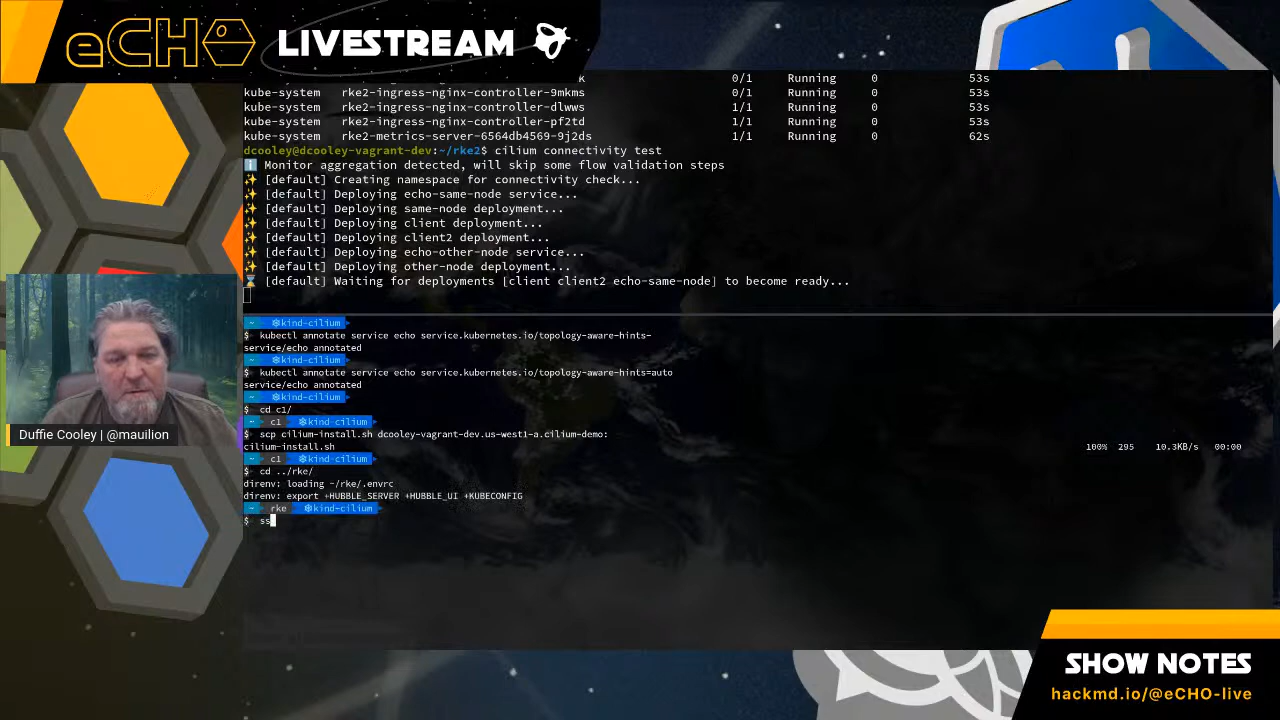 eCHO LIVESTREAM
k 0/1 Running 0 53s
kube-system rke2-ingress-nginx-controller-9mkms 0/1 Running 0 53s
kube-system rke2-ingress-nginx-controller-dlwws 1/1 Running 0 53s
kube-system rke2-ingress-nginx-controller-pf2td 1/1 Running 0 53s
kube-system rke2-metrics-server-6564db4569-9j2ds 1/1 Running 0 62s
dcooley@dcooley-vagrant-dev:~/rke2$ cilium connectivity test
ℹ️ Monitor aggregation detected, will skip some flow validation steps
✨ [default] Creating namespace for connectivity check...
✨ [default] Deploying echo-same-node service...
✨ [default] Deploying same-node deployment...
✨ [default] Deploying client deployment...
✨ [default] Deploying client2 deployment...
✨ [default] Deploying echo-other-node service...
✨ [default] Deploying other-node deployment...
⌛ [default] Waiting for deployments [client client2 echo-same-node] to become ready...
~ kind-cilium
$ kubectl annotate service echo service.kubernetes.io/topology-aware-hints-
service/echo annotated
~ kind-cilium
$ kubectl annotate service echo service.kubernetes.io/topology-aware-hints=auto
service/echo annotated
~ kind-cilium
$ cd c1/
~ c1 kind-cilium
$ scp cilium-install.sh dcooley-vagrant-dev.us-west1-a.cilium-demo:
cilium-install.sh 100% 295 10.3KB/s 00:00
~ c1 kind-cilium
$ cd ../rke/
direnv: loading ~/rke/.envrc
direnv: export +HUBBLE_SERVER +HUBBLE_UI +KUBECONFIG
~ rke kind-cilium
$ ss
Duffie Cooley | @mauilion
SHOW NOTES
hackmd.io/@eCHO-live